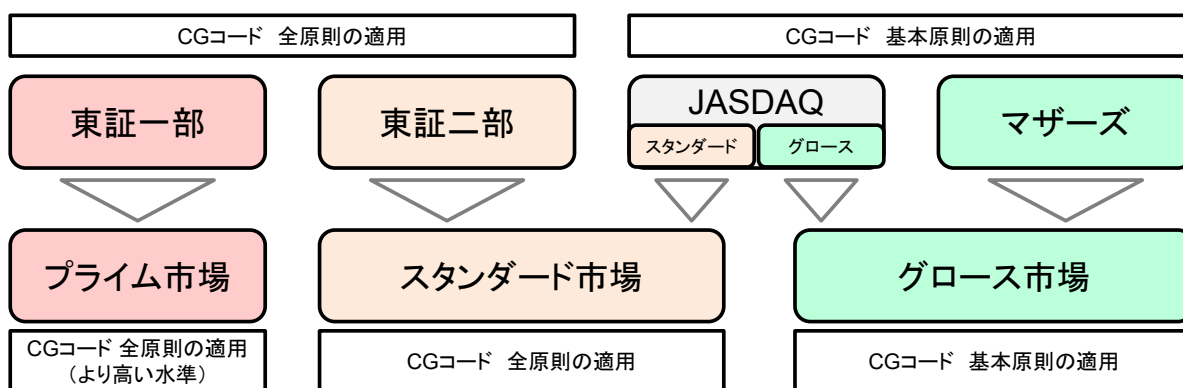 CGコード 全原則の適用
CGコード 基本原則の適用
東証一部
東証二部
JASDAQ
スタンダード
グロース
マザーズ
プライム市場
スタンダード市場
グロース市場
CGコード 全原則の適用
（より高い水準）
CGコード 全原則の適用
CGコード 基本原則の適用